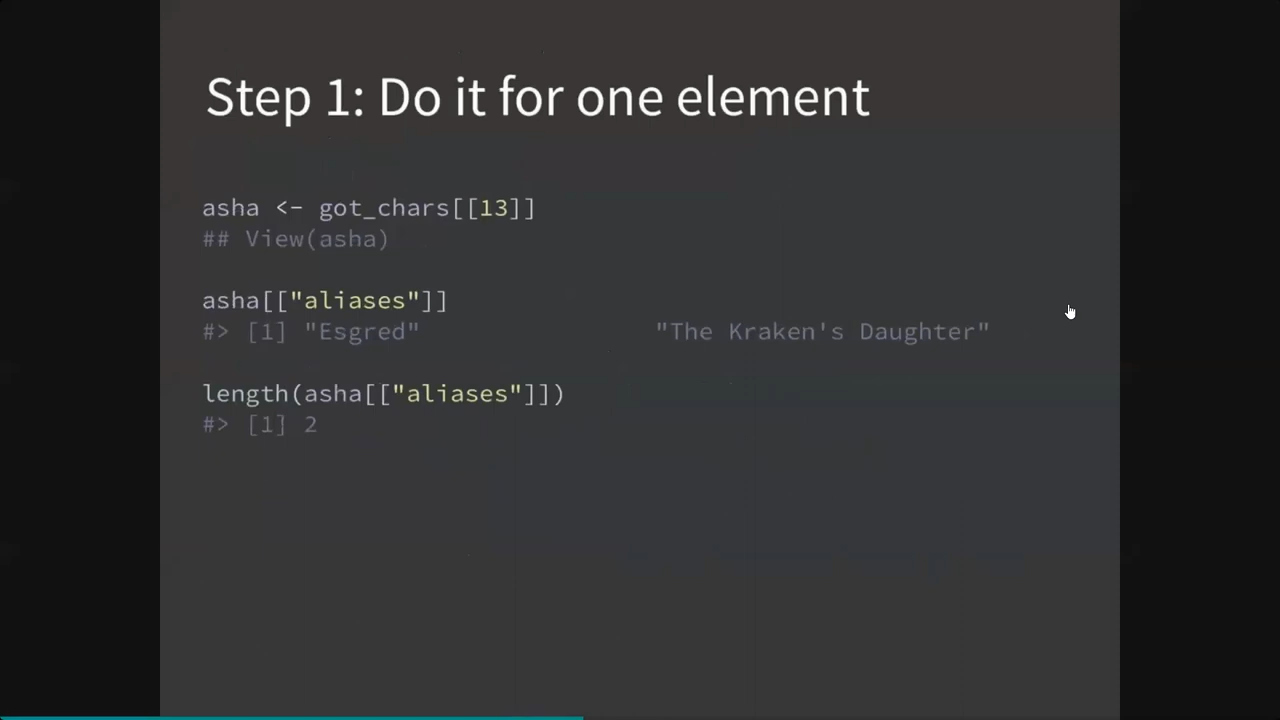 Step 1: Do it for one element
asha <- got_chars[[13]]
## View(asha)
asha[["aliases"]]
#> [1] "Esgred"                "The Kraken's Daughter"
length(asha[["aliases"]])
#> [1] 2